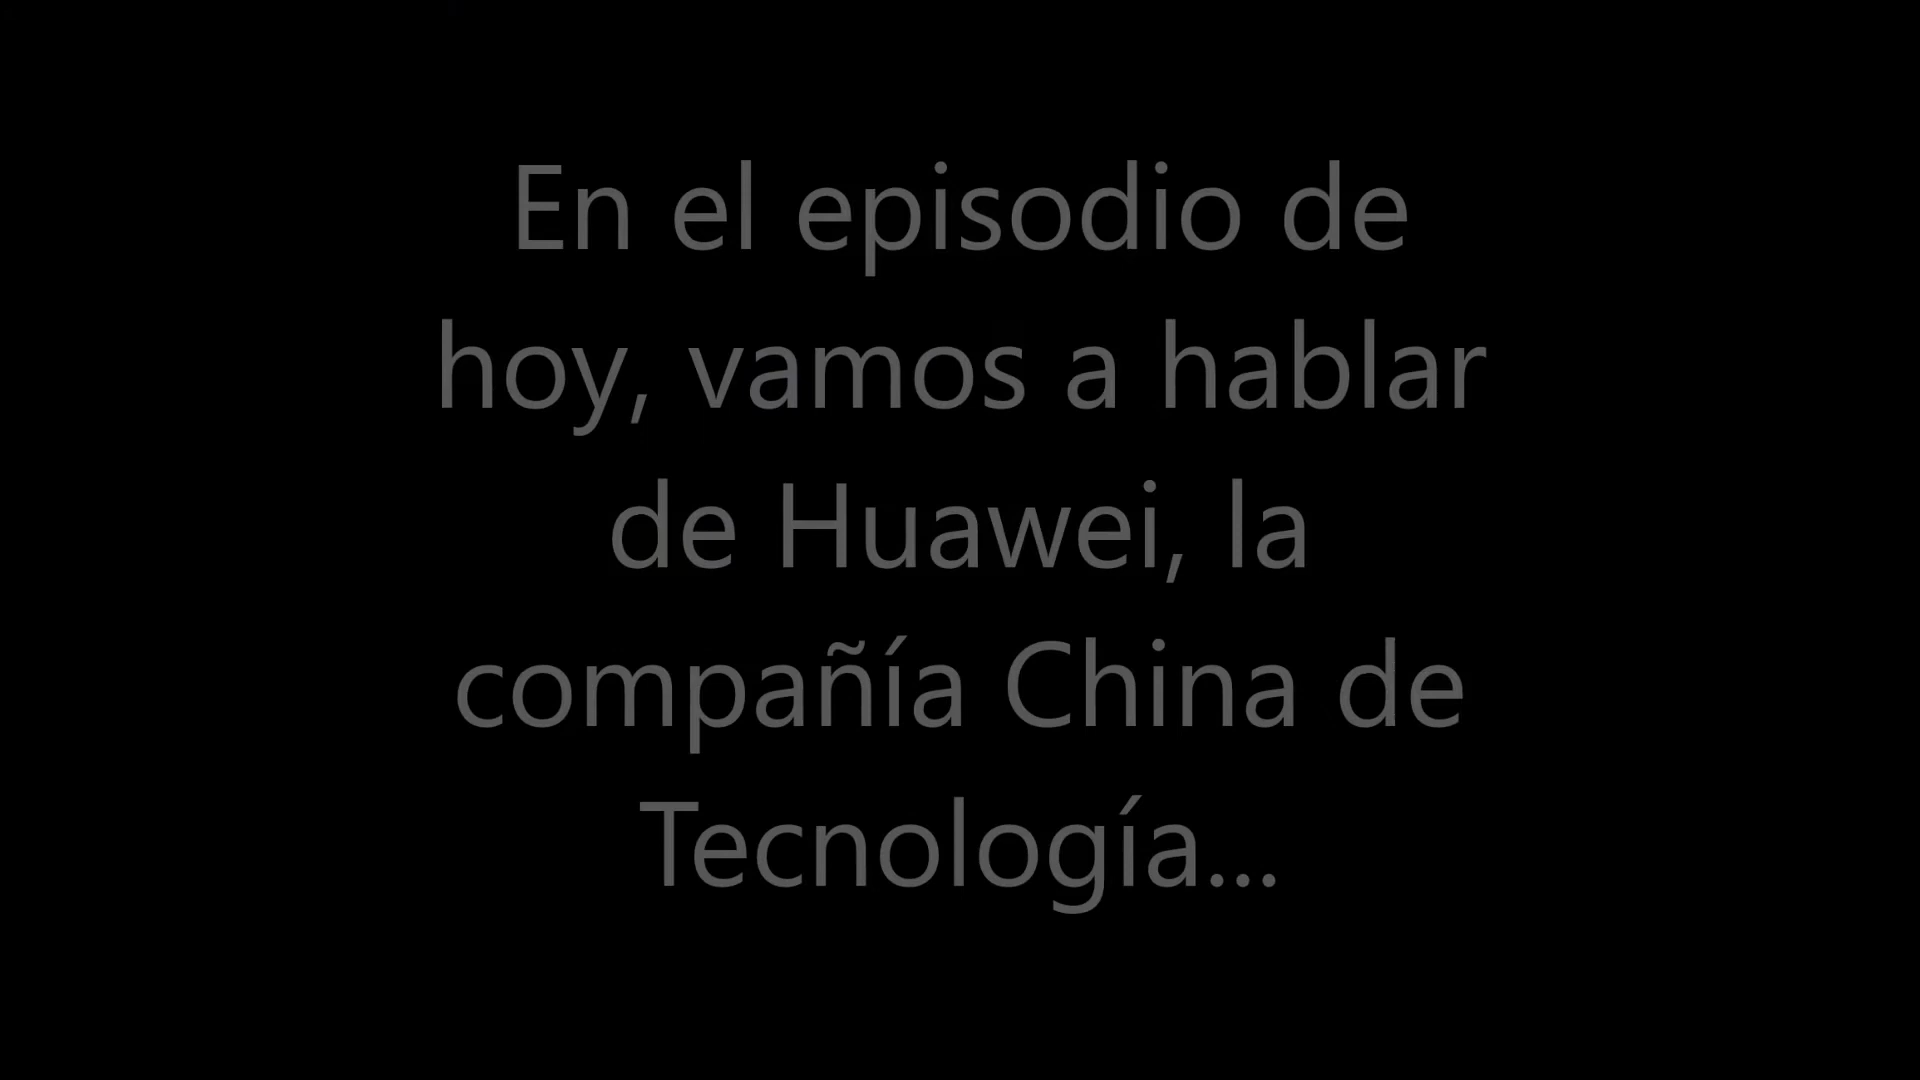 En el episodio de
hoy, vamos a hablar
de Huawei, la
compañía China de
Tecnología...